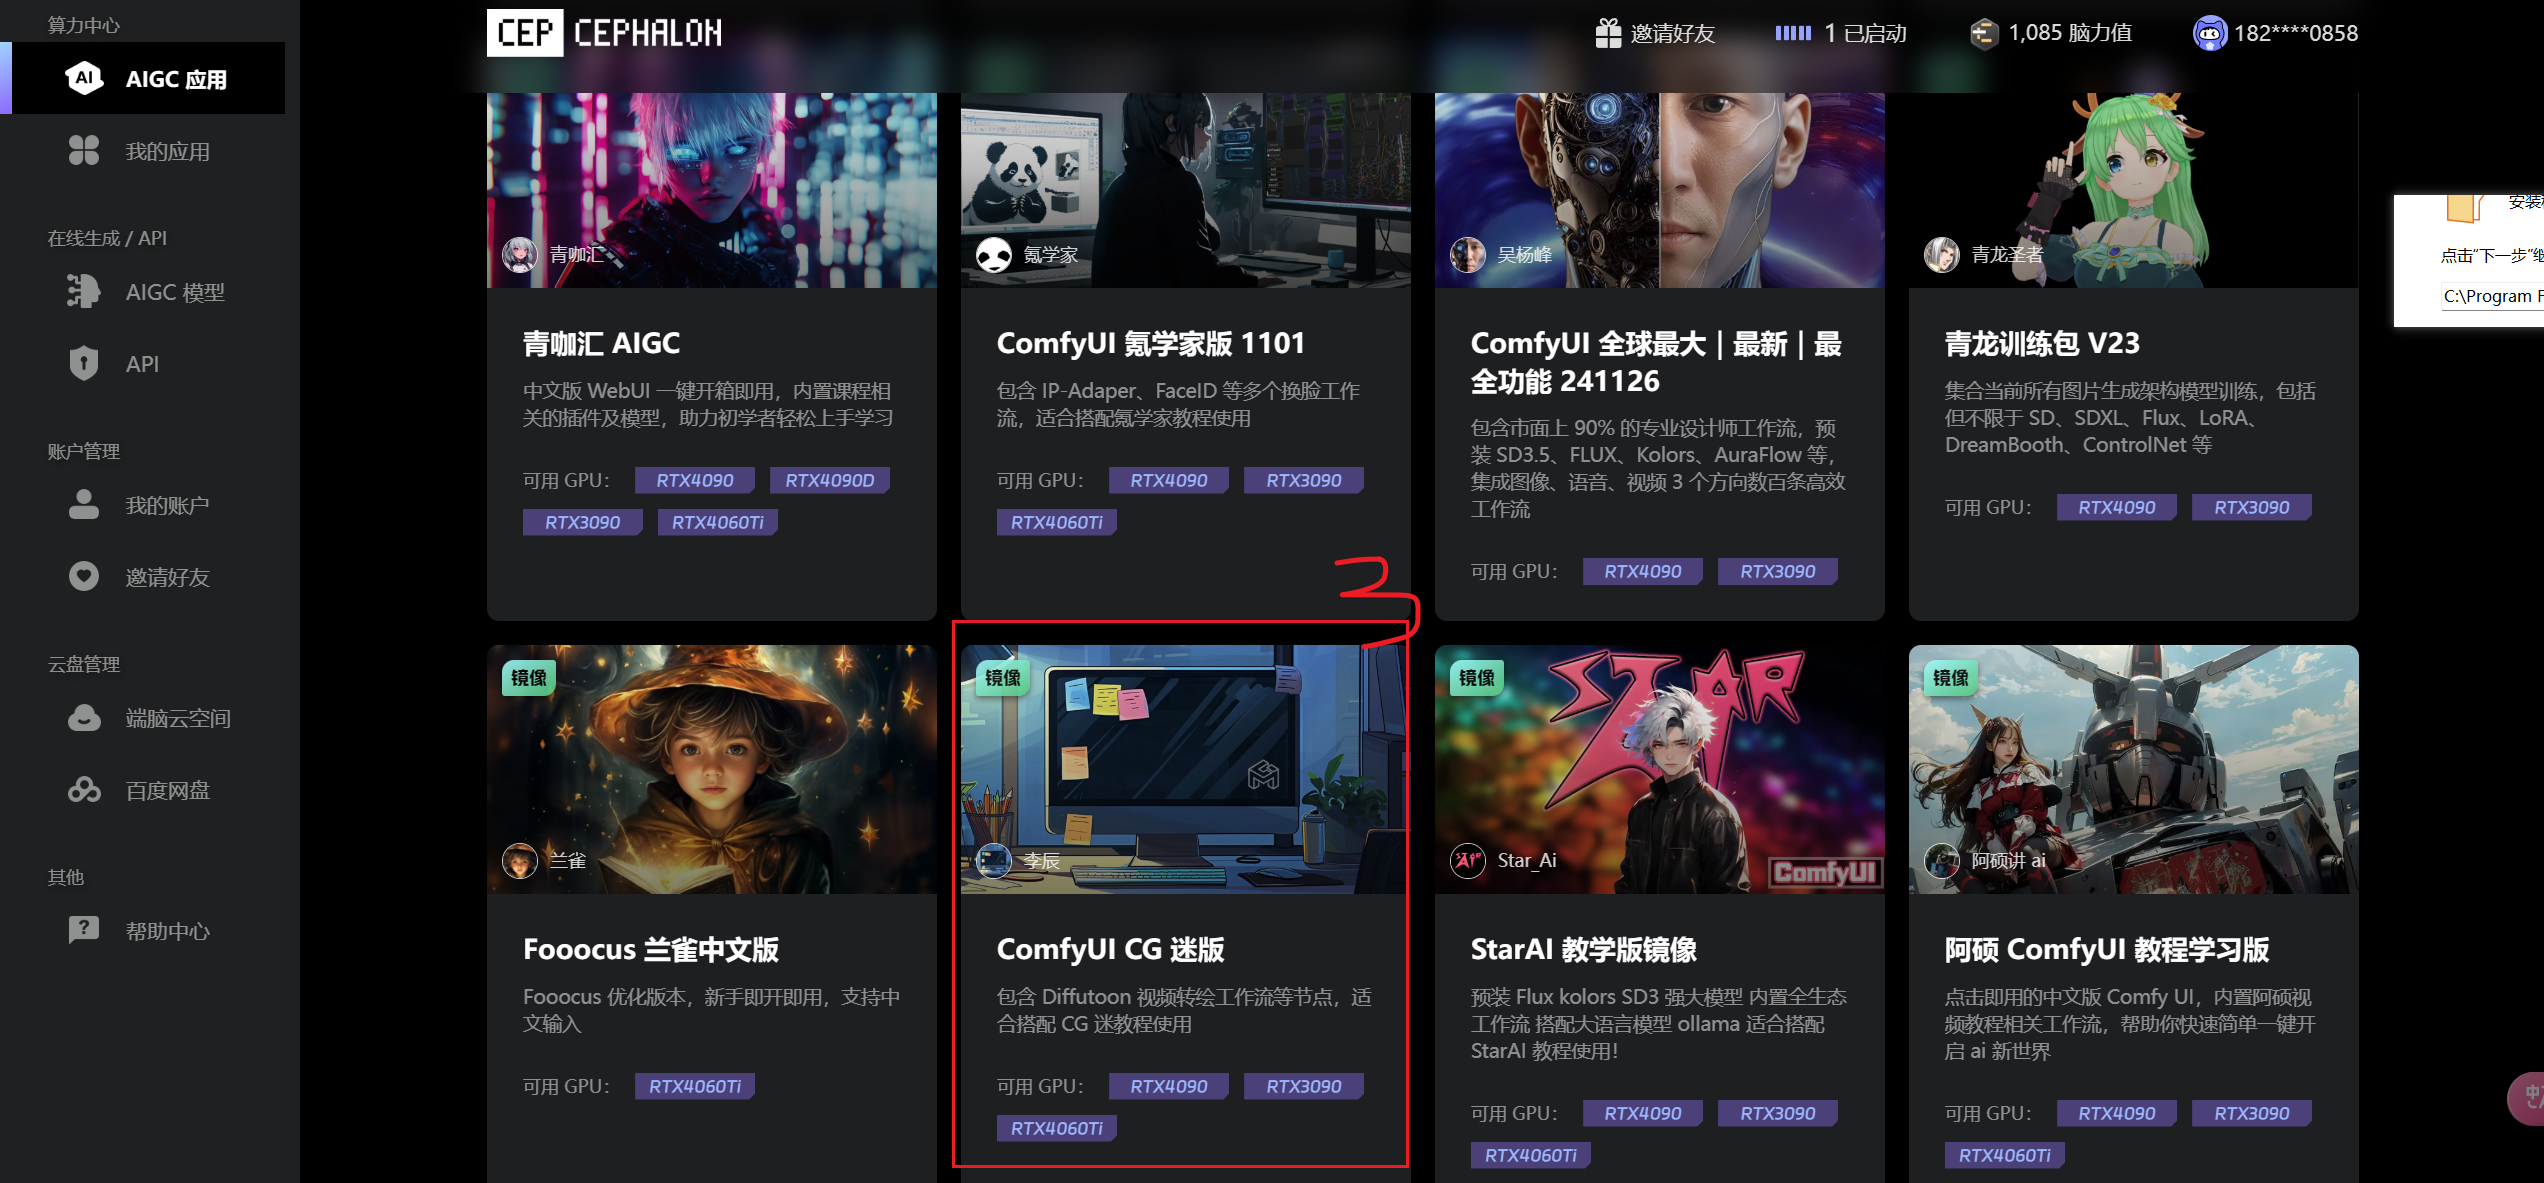 算力中心
AIGC 应用
我的应用
在线生成 / API
AIGC 模型
API
账户管理
我的账户
邀请好友
云盘管理
端脑云空间
百度网盘
其他
帮助中心
CEP CEPHALON
邀请好友
1 已启动
1,085 脑力值
182****0858
青咖汇
青咖汇 AIGC
中文版 WebUI 一键开箱即用，内置课程相
关的插件及模型，助力初学者轻松上手学习
可用 GPU： RTX4090 RTX4090D
RTX3090 RTX4060Ti
氪学家
ComfyUI 氪学家版 1101
包含 IP-Adaper、FaceID 等多个换脸工作
流，适合搭配氪学家教程使用
可用 GPU： RTX4090 RTX3090
RTX4060Ti
吴杨峰
ComfyUI 全球最大｜最新｜最
全功能 241126
包含市面上 90% 的专业设计师工作流，预
装 SD3.5、FLUX、Kolors、AuraFlow 等，
集成图像、语音、视频 3 个方向数百条高效
工作流
可用 GPU： RTX4090 RTX3090
青龙圣者
青龙训练包 V23
集合当前所有图片生成架构模型训练，包括
但不限于 SD、SDXL、Flux、LoRA、
DreamBooth、ControlNet 等
可用 GPU： RTX4090 RTX3090
3
镜像
兰雀
Fooocus 兰雀中文版
Fooocus 优化版本，新手即开即用，支持中
文输入
可用 GPU： RTX4060Ti
镜像
李辰
ComfyUI CG 迷版
包含 Diffutoon 视频转绘工作流等节点，适
合搭配 CG 迷教程使用
可用 GPU： RTX4090 RTX3090
RTX4060Ti
镜像
STAR
ComfyUI
Star_Ai
StarAI 教学版镜像
预装 Flux kolors SD3 强大模型 内置全生态
工作流 搭配大语言模型 ollama 适合搭配
StarAI 教程使用！
可用 GPU： RTX4090 RTX3090
RTX4060Ti
镜像
阿硕讲 ai
阿硕 ComfyUI 教程学习版
点击即用的中文版 Comfy UI，内置阿硕视
频教程相关工作流，帮助你快速简单一键开
启 ai 新世界
可用 GPU： RTX4090 RTX3090
RTX4060Ti
安装
点击“下一步”
C:\Program F
中